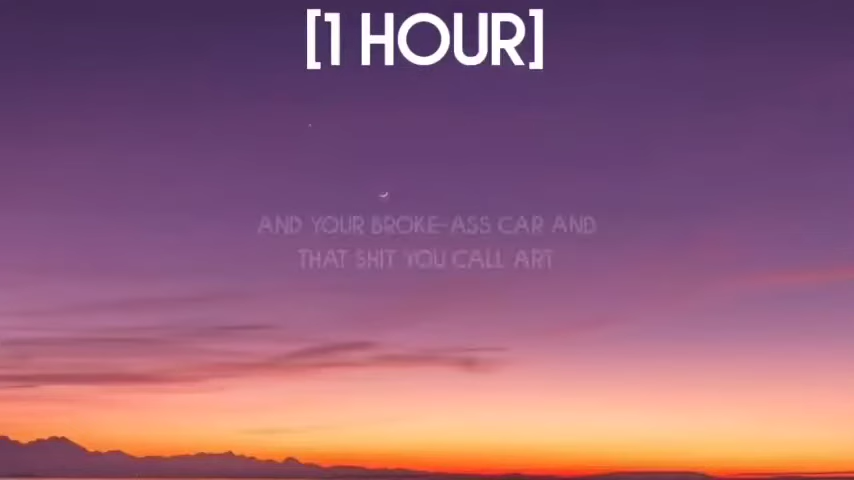 [1 HOUR]
AND YOUR BROKE-ASS CAR AND
THAT SHIT YOU CALL ART